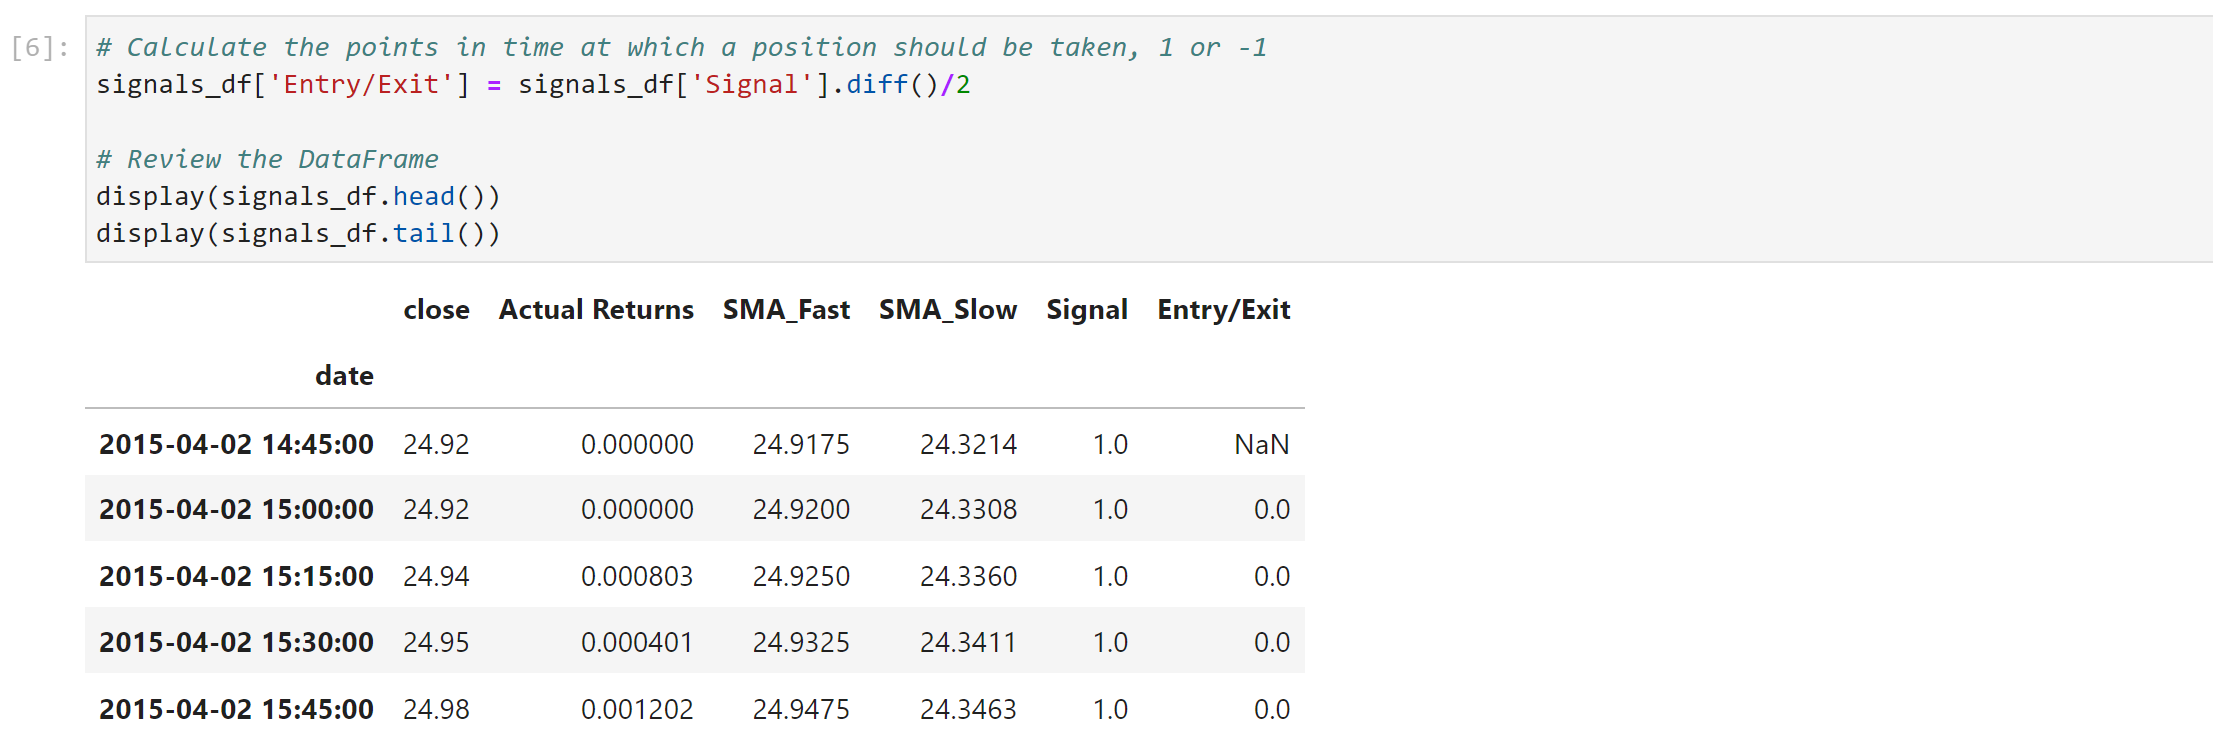 [6]: # Calculate the points in time at which a position should be taken, 1 or -1
signals_df['Entry/Exit'] = signals_df['Signal'].diff()/2
# Review the DataFrame
display(signals_df.head())
display(signals_df.tail())
close Actual Returns SMA_Fast SMA_Slow Signal Entry/Exit
date
2015-04-02 14:45:00 24.92 0.000000 24.9175 24.3214 1.0 NaN
2015-04-02 15:00:00 24.92 0.000000 24.9200 24.3308 1.0 0.0
2015-04-02 15:15:00 24.94 0.000803 24.9250 24.3360 1.0 0.0
2015-04-02 15:30:00 24.95 0.000401 24.9325 24.3411 1.0 0.0
2015-04-02 15:45:00 24.98 0.001202 24.9475 24.3463 1.0 0.0